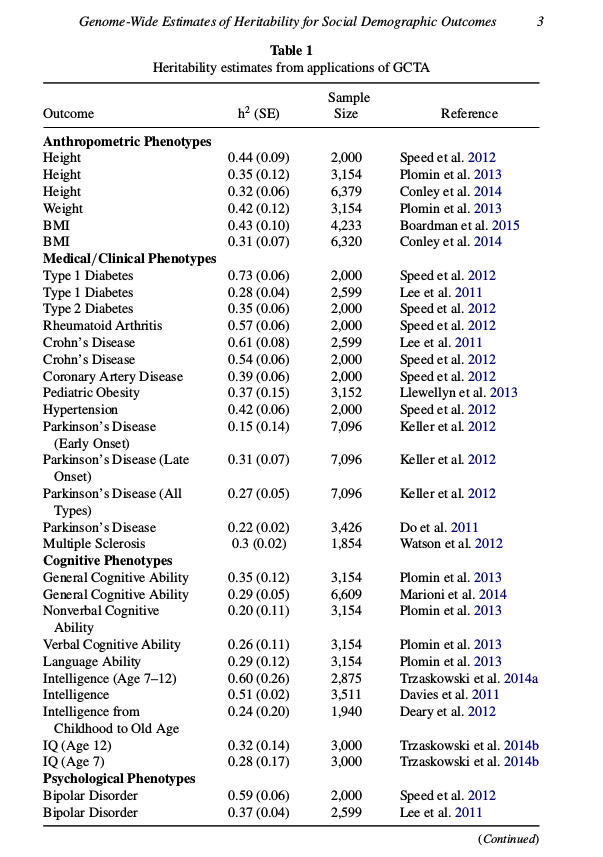 Genome-Wide Estimates of Heritability for Social Demographic Outcomes 3
Table 1
Heritability estimates from applications of GCTA
Sample
Outcome h² (SE) Size Reference
Anthropometric Phenotypes
Height 0.44 (0.09) 2,000 Speed et al. 2012
Height 0.35 (0.12) 3,154 Plomin et al. 2013
Height 0.32 (0.06) 6,379 Conley et al. 2014
Weight 0.42 (0.12) 3,154 Plomin et al. 2013
BMI 0.43 (0.10) 4,233 Boardman et al. 2015
BMI 0.31 (0.07) 6,320 Conley et al. 2014
Medical/Clinical Phenotypes
Type 1 Diabetes 0.73 (0.06) 2,000 Speed et al. 2012
Type 1 Diabetes 0.28 (0.04) 2,599 Lee et al. 2011
Type 2 Diabetes 0.35 (0.06) 2,000 Speed et al. 2012
Rheumatoid Arthritis 0.57 (0.06) 2,000 Speed et al. 2012
Crohn's Disease 0.61 (0.08) 2,599 Lee et al. 2011
Crohn's Disease 0.54 (0.06) 2,000 Speed et al. 2012
Coronary Artery Disease 0.39 (0.06) 2,000 Speed et al. 2012
Pediatric Obesity 0.37 (0.15) 3,152 Llewellyn et al. 2013
Hypertension 0.42 (0.06) 2,000 Speed et al. 2012
Parkinson's Disease 0.15 (0.14) 7,096 Keller et al. 2012
(Early Onset)
Parkinson's Disease (Late 0.31 (0.07) 7,096 Keller et al. 2012
Onset)
Parkinson's Disease (All 0.27 (0.05) 7,096 Keller et al. 2012
Types)
Parkinson's Disease 0.22 (0.02) 3,426 Do et al. 2011
Multiple Sclerosis 0.3 (0.02) 1,854 Watson et al. 2012
Cognitive Phenotypes
General Cognitive Ability 0.35 (0.12) 3,154 Plomin et al. 2013
General Cognitive Ability 0.29 (0.05) 6,609 Marioni et al. 2014
Nonverbal Cognitive 0.20 (0.11) 3,154 Plomin et al. 2013
Ability
Verbal Cognitive Ability 0.26 (0.11) 3,154 Plomin et al. 2013
Language Ability 0.29 (0.12) 3,154 Plomin et al. 2013
Intelligence (Age 7–12) 0.60 (0.26) 2,875 Trzaskowski et al. 2014a
Intelligence 0.51 (0.02) 3,511 Davies et al. 2011
Intelligence from 0.24 (0.20) 1,940 Deary et al. 2012
Childhood to Old Age
IQ (Age 12) 0.32 (0.14) 3,000 Trzaskowski et al. 2014b
IQ (Age 7) 0.28 (0.17) 3,000 Trzaskowski et al. 2014b
Psychological Phenotypes
Bipolar Disorder 0.59 (0.06) 2,000 Speed et al. 2012
Bipolar Disorder 0.37 (0.04) 2,599 Lee et al. 2011
(Continued)